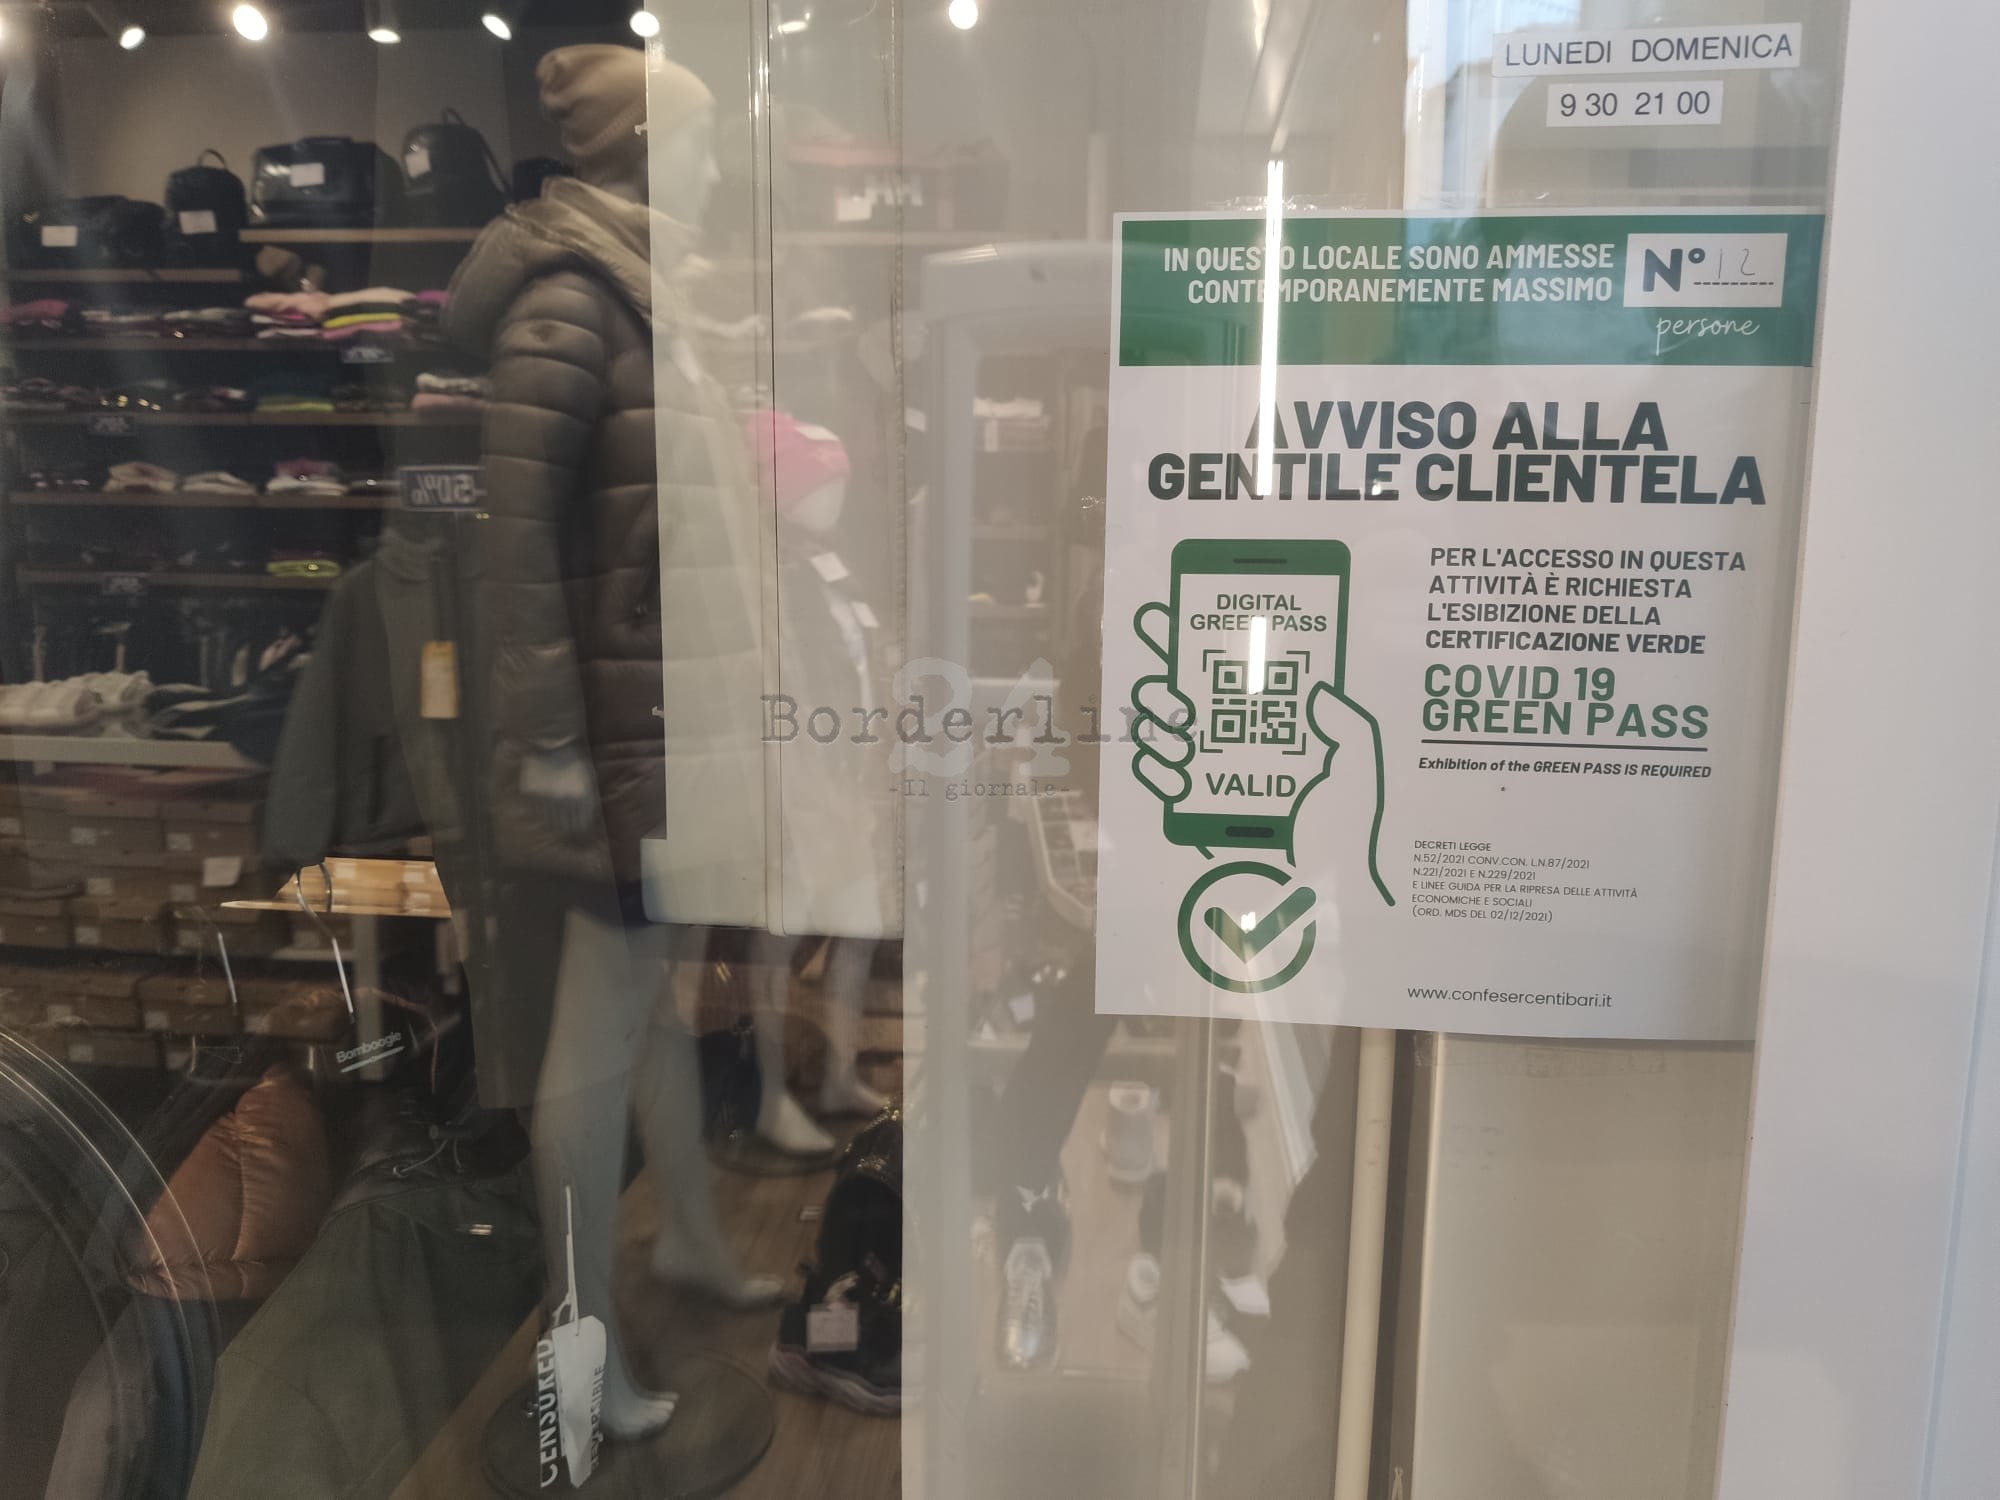 LUNEDI DOMENICA
9 30 21 00
IN QUESTO LOCALE SONO AMMESSE
CONTEMPORANEMENTE MASSIMO
N° 12
persone
AVVISO ALLA
GENTILE CLIENTELA
DIGITAL
GREEN PASS
VALID
PER L'ACCESSO IN QUESTA
ATTIVITÀ È RICHIESTA
L'ESIBIZIONE DELLA
CERTIFICAZIONE VERDE
COVID 19
GREEN PASS
Exhibition of the GREEN PASS IS REQUIRED
DECRETI LEGGE
N.52/2021 CONV.CON. L.N.87/2021
N.221/2021 E N.229/2021
E LINEE GUIDA PER LA RIPRESA DELLE ATTIVITÀ
ECONOMICHE E SOCIALI
(ORD. MDS DEL 02/12/2021)
www.confesercentibari.it
-50%
Borderline
24
-Il giornale-
Bomboogie
CENSURED